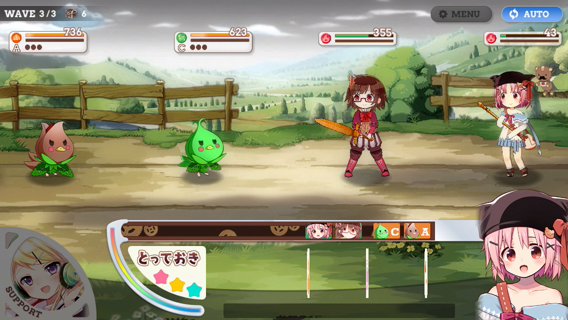 WAVE 3/3 6
MENU
AUTO
736
A
623
C
355
43
C
A
とっておき
SUPPORT